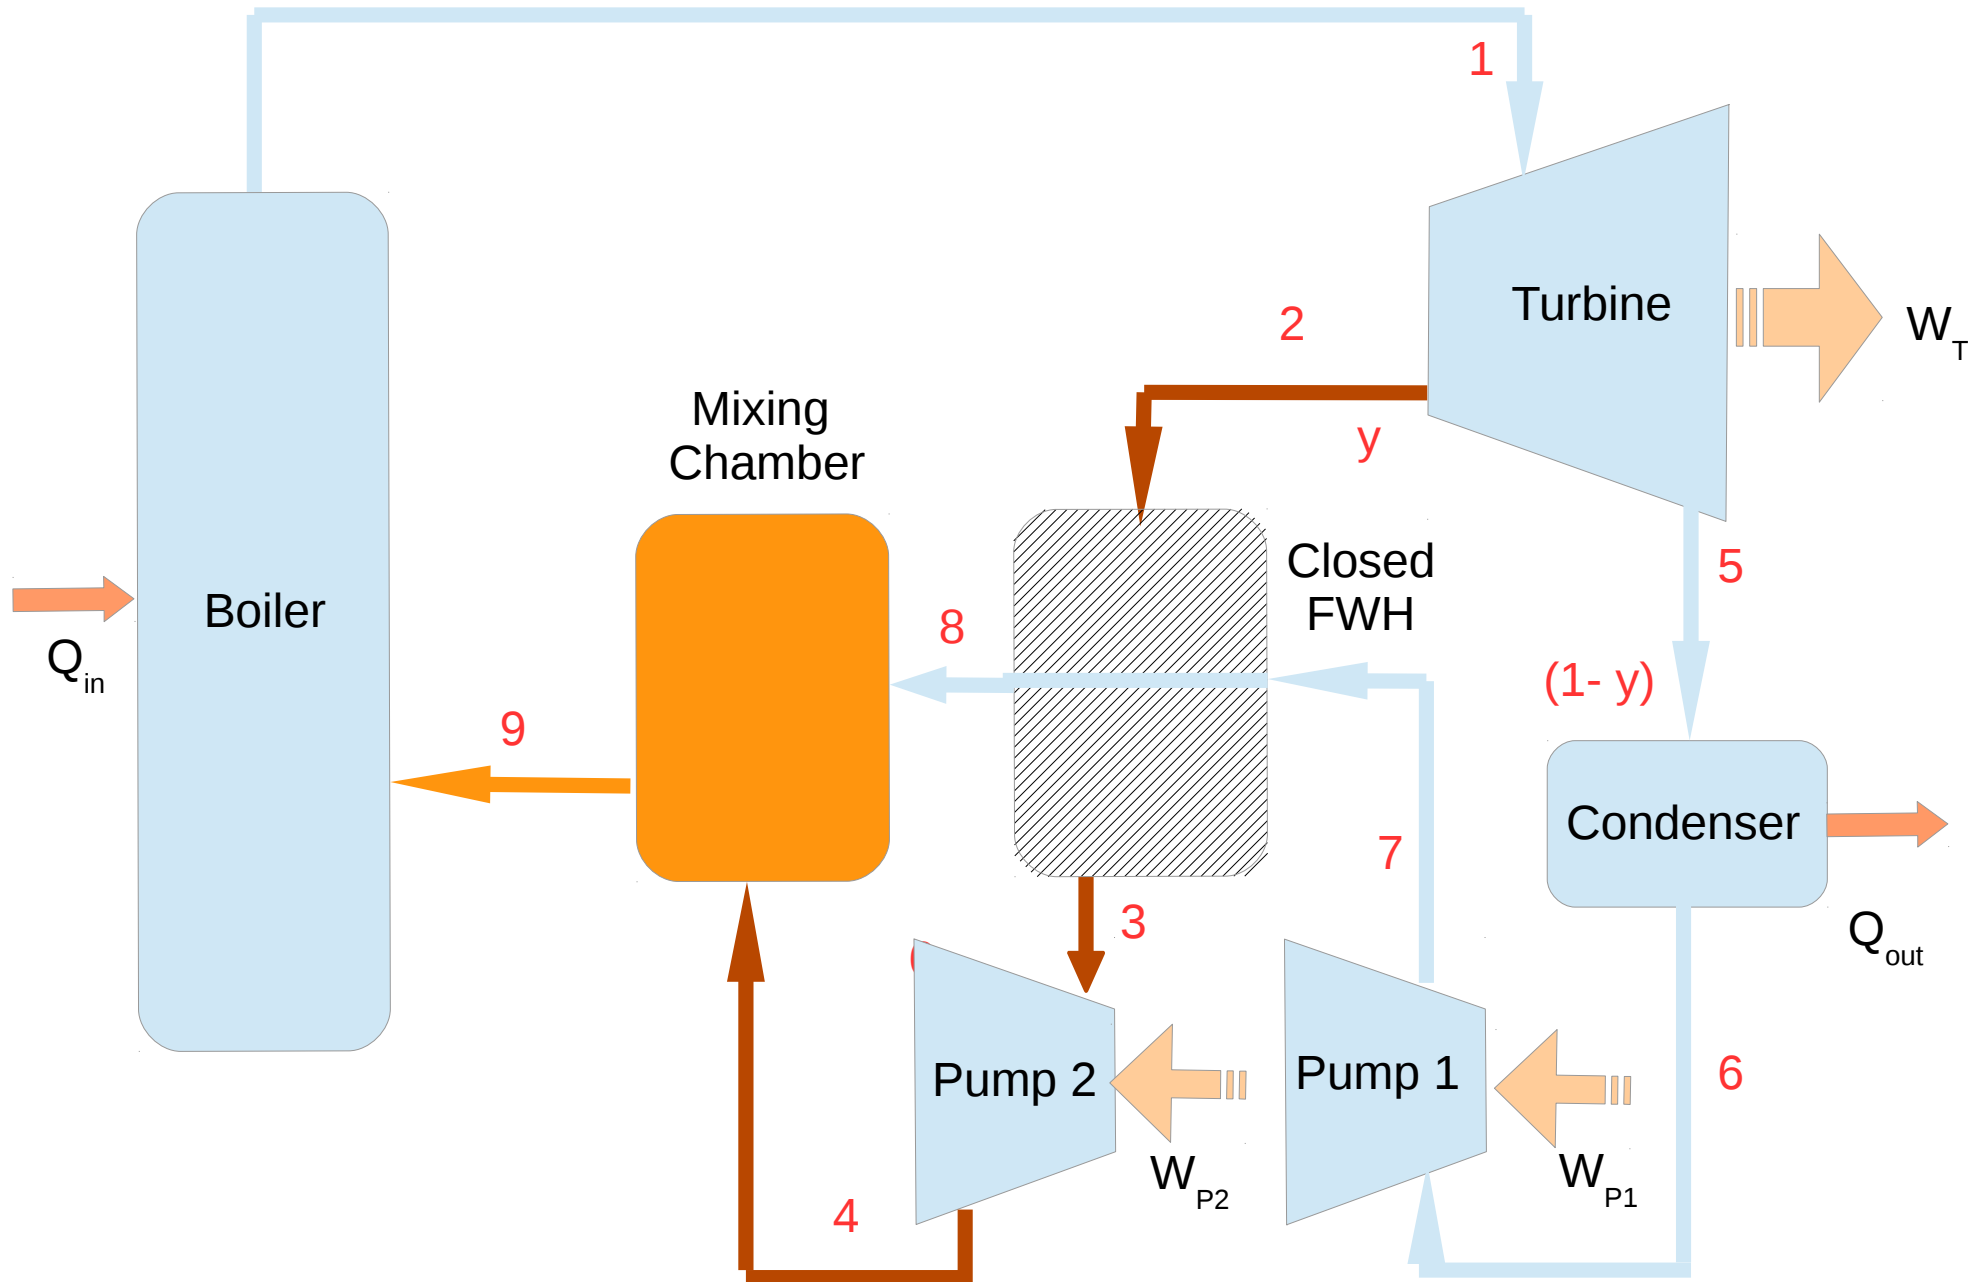 1
Turbine
W_T
2
y
Mixing
Chamber
Closed
FWH
5
Boiler
8
Q_in
(1- y)
9
Condenser
7
3
Q_out
Pump 2
Pump 1
6
W_P2
W_P1
4